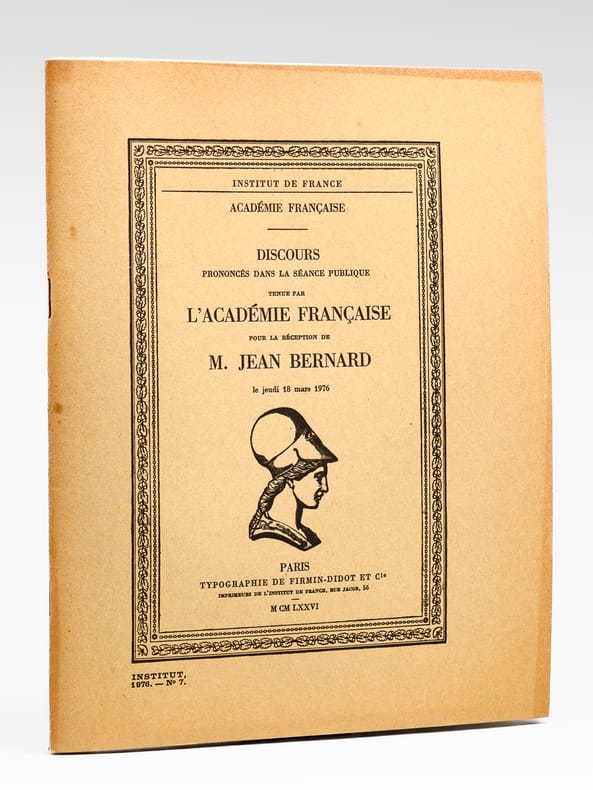 INSTITUT DE FRANCE
ACADÉMIE FRANÇAISE
DISCOURS
PRONONCÉS DANS LA SÉANCE PUBLIQUE
TENUE PAR
L'ACADÉMIE FRANÇAISE
POUR LA RÉCEPTION DE
M. JEAN BERNARD
le jeudi 18 mars 1976
PARIS
TYPOGRAPHIE DE FIRMIN-DIDOT ET Cie
IMPRIMEURS DE L'INSTITUT DE FRANCE, RUE JACOB, 56
M CM LXXVI
INSTITUT,
1976. — No 7.